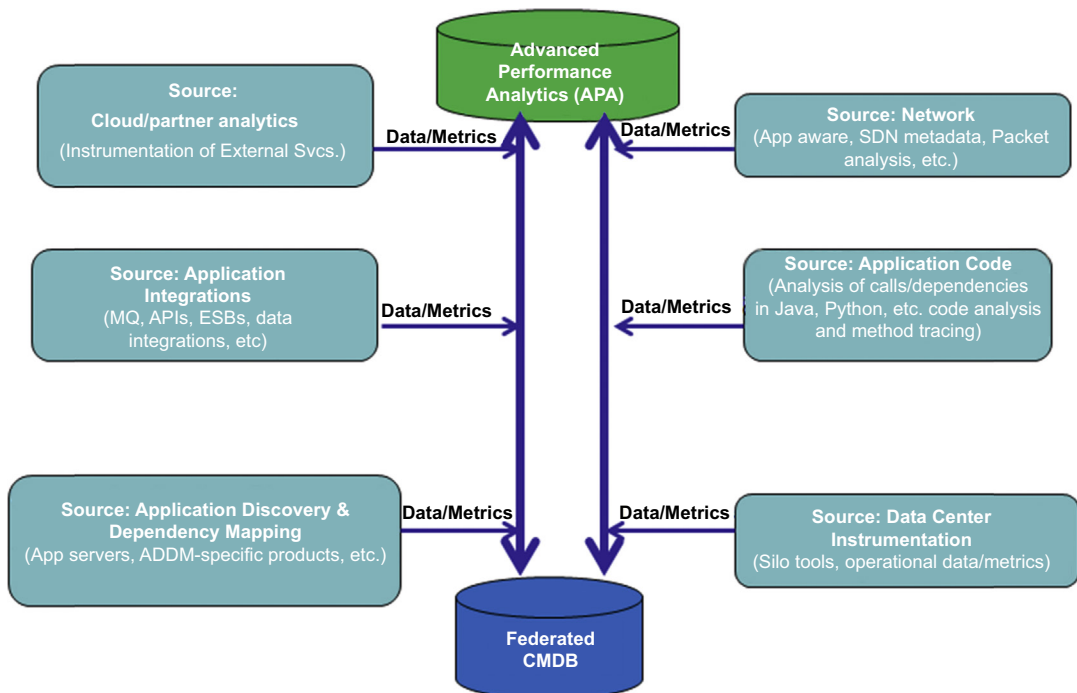 Advanced
Performance
Analytics (APA)
Source:
Cloud/partner analytics
(Instrumentation of External Svcs.)
Data/Metrics
Data/Metrics
Source: Network
(App aware, SDN metadata, Packet
analysis, etc.)
Source: Application
Integrations
(MQ, APIs, ESBs, data
integrations, etc)
Data/Metrics
Data/Metrics
Source: Application Code
(Analysis of calls/dependencies
in Java, Python, etc. code analysis
and method tracing)
Source: Application Discovery &
Dependency Mapping
(App servers, ADDM-specific products, etc.)
Data/Metrics
Data/Metrics
Source: Data Center
Instrumentation
(Silo tools, operational data/metrics)
Federated
CMDB